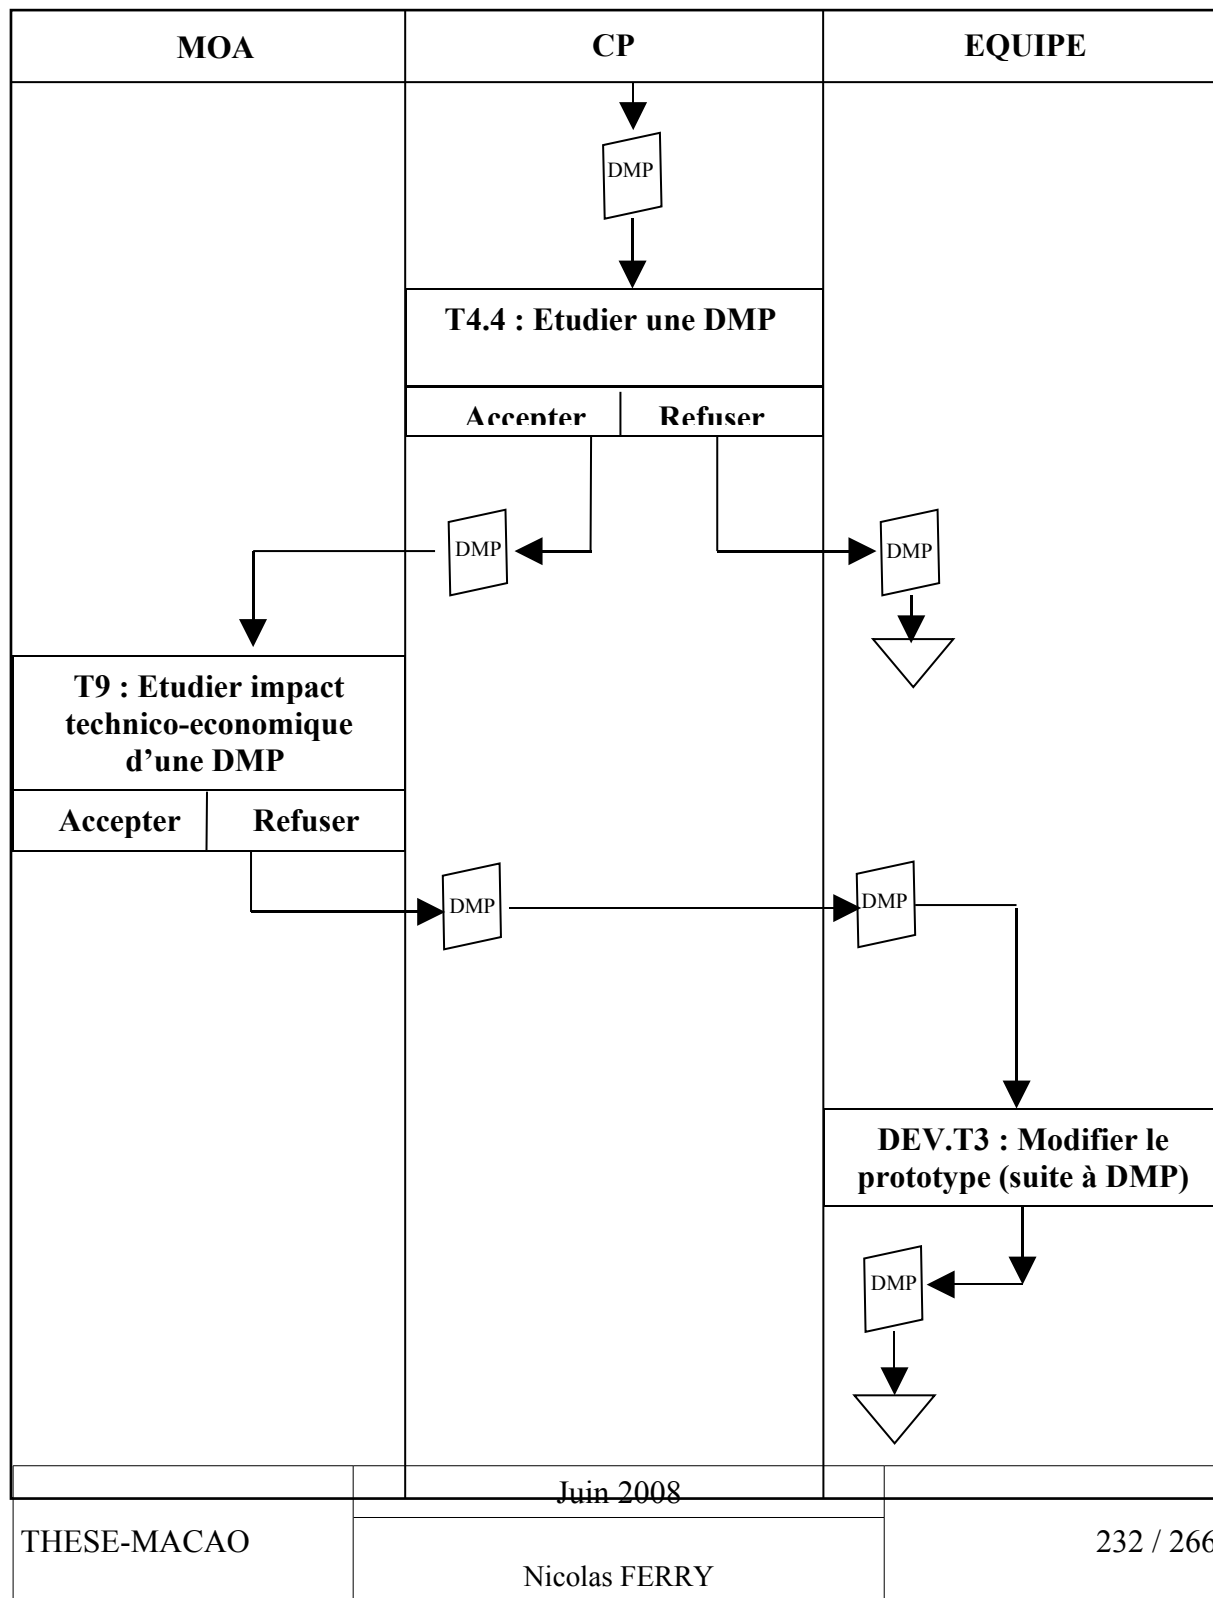 MOA
CP
EQUIPE
DMP
T4.4 : Etudier une DMP
Accepter
Refuser
DMP
DMP
T9 : Etudier impact
technico-economique
d’une DMP
Accepter
Refuser
DMP
DMP
DEV.T3 : Modifier le
prototype (suite à DMP)
DMP
Juin 2008
THESE-MACAO
232 / 266
Nicolas FERRY